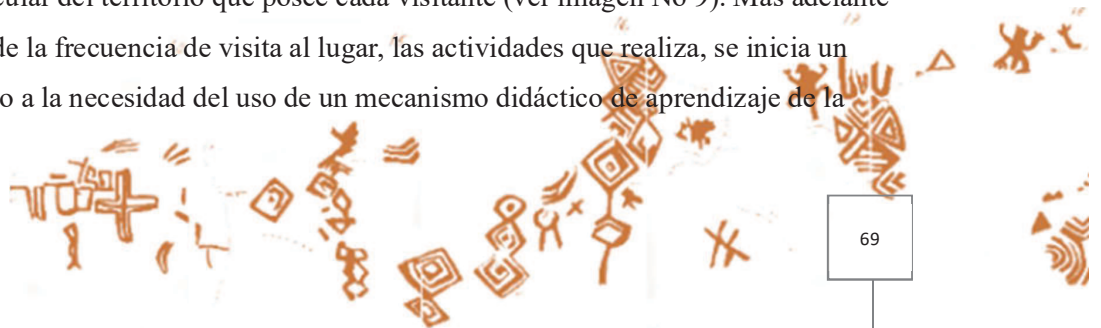 del territorio que posee cada visitante (ver imagen No 9). Más adelante
de la frecuencia de visita al lugar, las actividades que realiza, se inicia un
o a la necesidad del uso de un mecanismo didáctico de aprendizaje de la
69